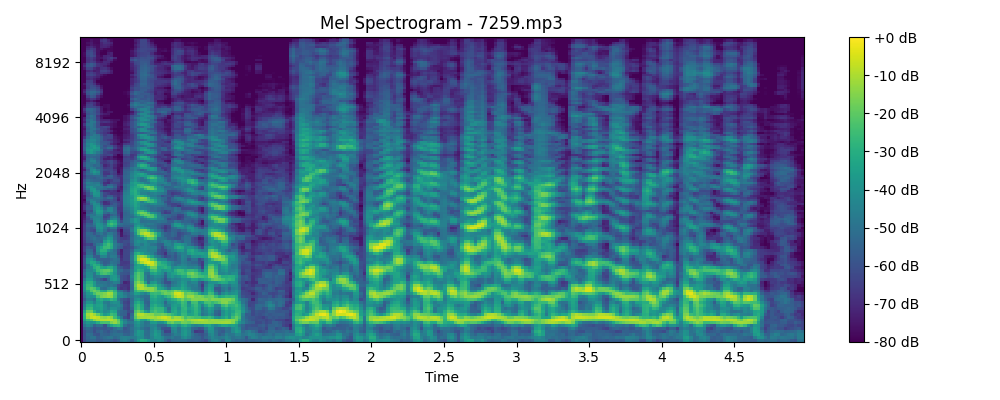 Mel Spectrogram - 7259.mp3
8192
4096
2048
1024
512
0
Hz
0 0.5 1 1.5 2 2.5 3 3.5 4 4.5
Time
+0 dB
-10 dB
-20 dB
-30 dB
-40 dB
-50 dB
-60 dB
-70 dB
-80 dB